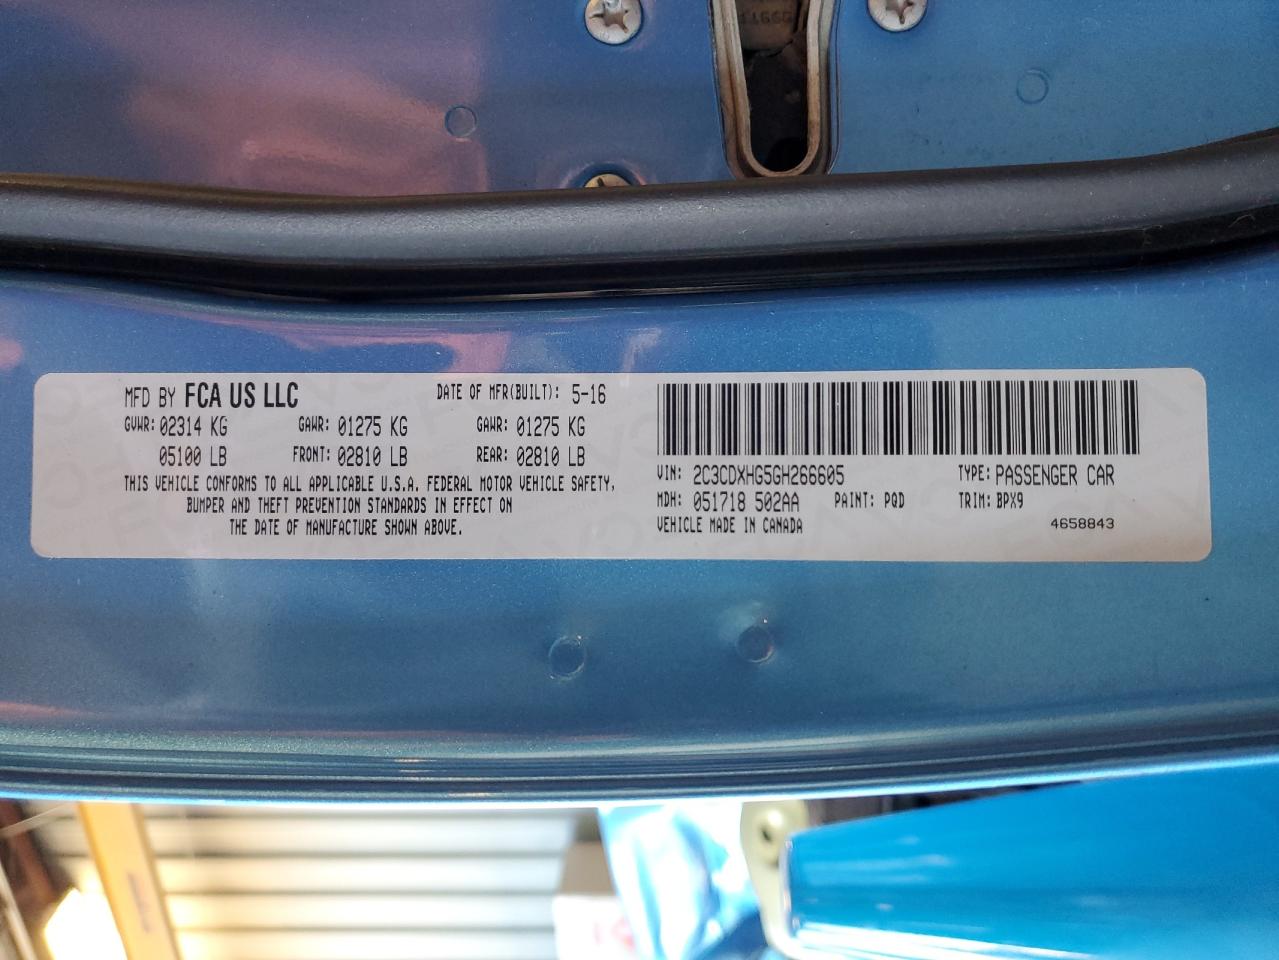 MFD BY FCA US LLC DATE OF MFR(BUILT): 5-16
GVWR: 02314 KG GAWR: 01275 KG GAWR: 01275 KG
05100 LB FRONT: 02810 LB REAR: 02810 LB
THIS VEHICLE CONFORMS TO ALL APPLICABLE U.S.A. FEDERAL MOTOR VEHICLE SAFETY,
BUMPER AND THEFT PREVENTION STANDARDS IN EFFECT ON
THE DATE OF MANUFACTURE SHOWN ABOVE.
VIN: 2C3CDXHG5GH266605 TYPE: PASSENGER CAR
MDH: 051718 502AA PAINT: PQD TRIM: BPX9
VEHICLE MADE IN CANADA 4658843